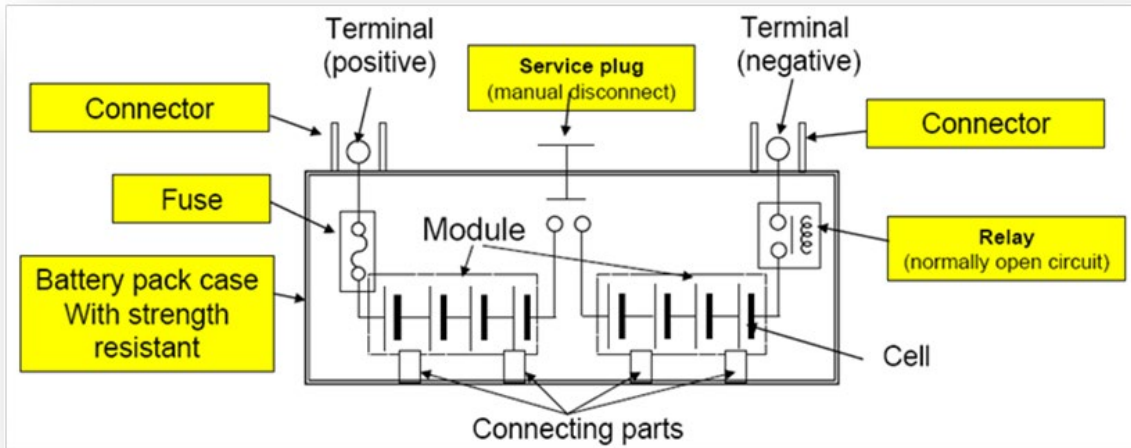 Terminal
(positive)
Service plug
(manual disconnect)
Terminal
(negative)
Connector
Connector
Fuse
Module
Relay
(normally open circuit)
Battery pack case
With strength
resistant
Cell
Connecting parts